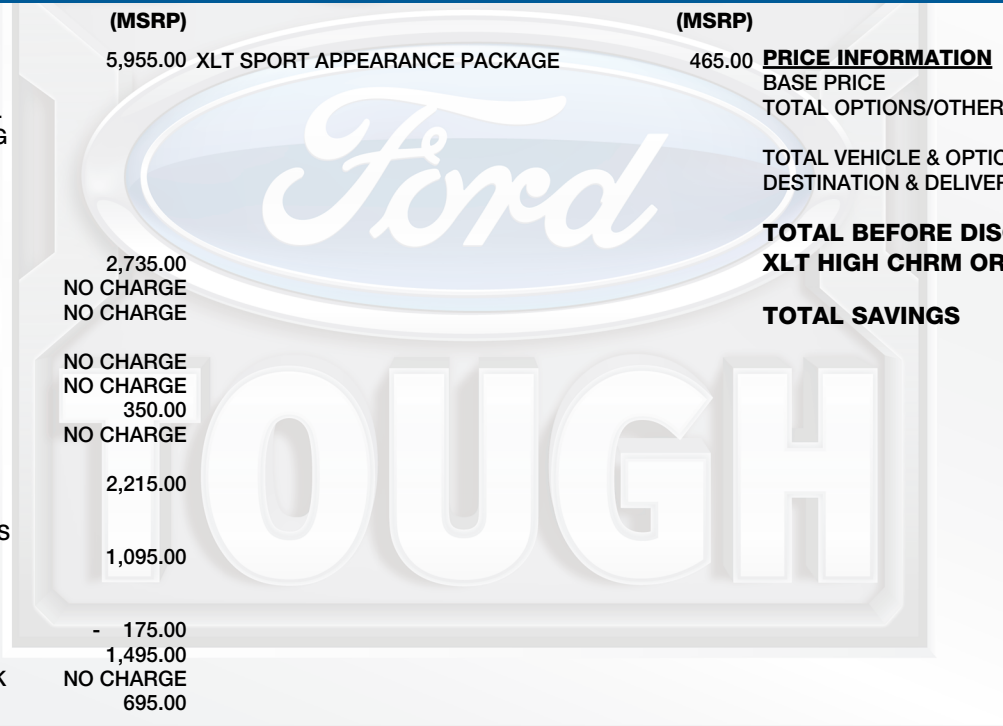 (MSRP) (MSRP)
5,955.00 XLT SPORT APPEARANCE PACKAGE 465.00 PRICE INFORMATION
BASE PRICE
TOTAL OPTIONS/OTHER
G
TOTAL VEHICLE & OPTIO
DESTINATION & DELIVER
Ford
TOTAL BEFORE DIS
2,735.00 XLT HIGH CHRM OR
NO CHARGE
NO CHARGE
TOTAL SAVINGS
NO CHARGE
NO CHARGE
350.00
NO CHARGE
TOUGH
2,215.00
S
1,095.00
- 175.00
1,495.00
K NO CHARGE
695.00